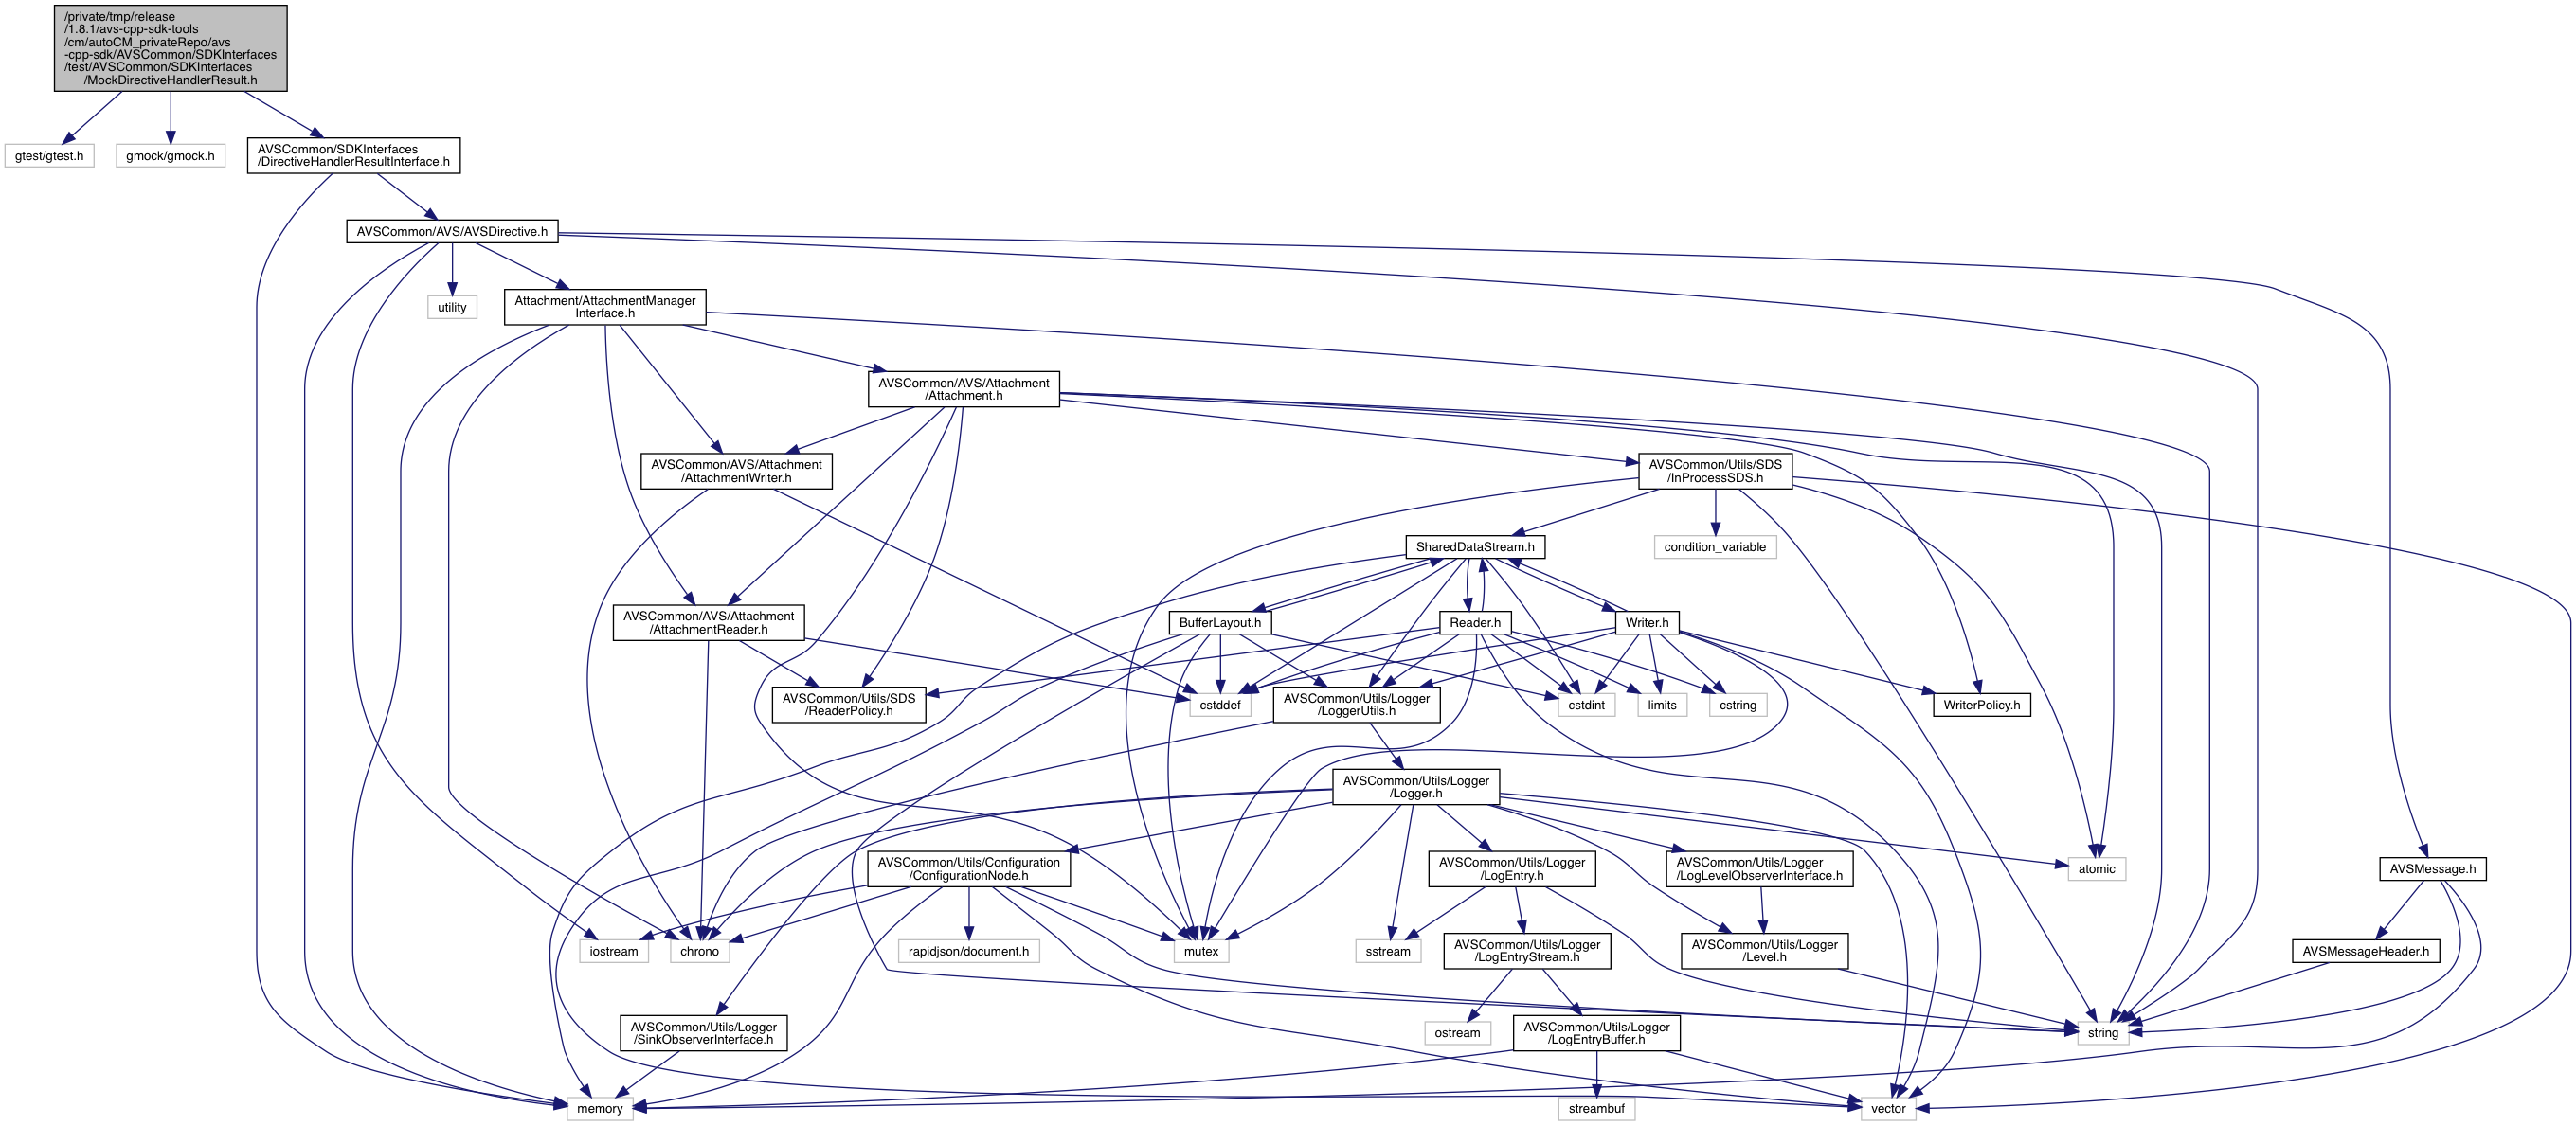 /private/tmp/release
/1.8.1/avs-cpp-sdk-tools
/cm/autoCM_privateRepo/avs
-cpp-sdk/AVSCommon/SDKInterfaces
/test/AVSCommon/SDKInterfaces
/MockDirectiveHandlerResult.h
gtest/gtest.h
gmock/gmock.h
AVSCommon/SDKInterfaces
/DirectiveHandlerResultInterface.h
AVSCommon/AVS/AVSDirective.h
utility
Attachment/AttachmentManager
Interface.h
AVSCommon/AVS/Attachment
/Attachment.h
AVSCommon/AVS/Attachment
/AttachmentWriter.h
AVSCommon/Utils/SDS
/InProcessSDS.h
SharedDataStream.h
condition_variable
AVSCommon/AVS/Attachment
/AttachmentReader.h
BufferLayout.h
Reader.h
Writer.h
AVSCommon/Utils/SDS
/ReaderPolicy.h
cstddef
AVSCommon/Utils/Logger
/LoggerUtils.h
cstdint
limits
cstring
WriterPolicy.h
AVSCommon/Utils/Logger
/Logger.h
AVSCommon/Utils/Configuration
/ConfigurationNode.h
AVSCommon/Utils/Logger
/LogEntry.h
AVSCommon/Utils/Logger
/LogLevelObserverInterface.h
atomic
AVSMessage.h
iostream
chrono
rapidjson/document.h
mutex
sstream
AVSCommon/Utils/Logger
/LogEntryStream.h
AVSCommon/Utils/Logger
/Level.h
AVSMessageHeader.h
AVSCommon/Utils/Logger
/SinkObserverInterface.h
ostream
AVSCommon/Utils/Logger
/LogEntryBuffer.h
string
memory
streambuf
vector